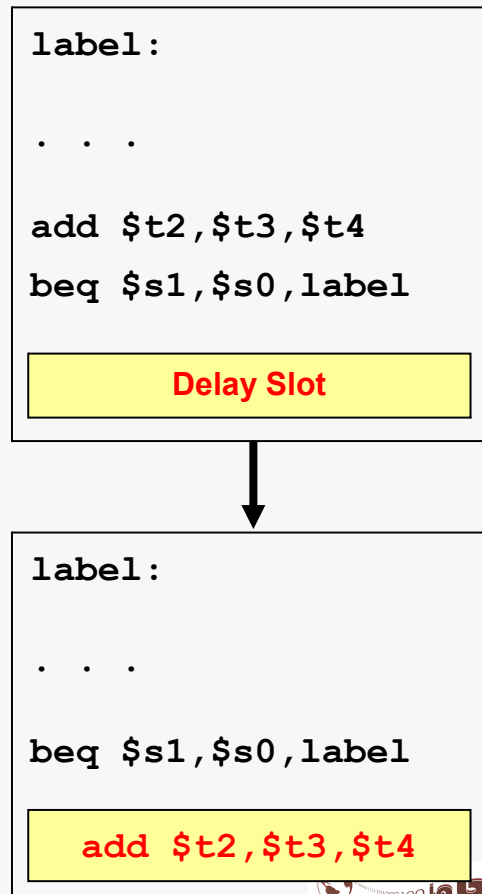 label:
. . .
add $t2,$t3,$t4
beq $s1,$s0,label
Delay Slot
label:
. . .
beq $s1,$s0,label
add $t2,$t3,$t4